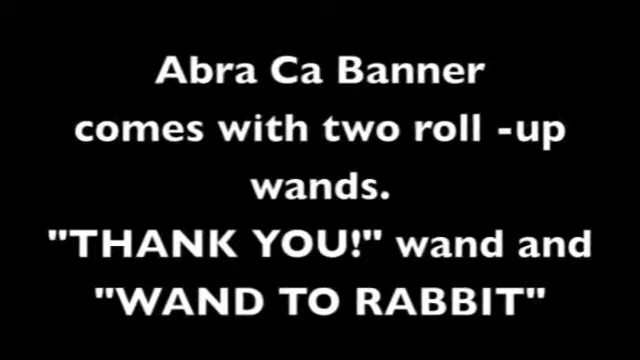 Abra Ca Banner
comes with two roll -up
wands.
"THANK YOU!" wand and
"WAND TO RABBIT"